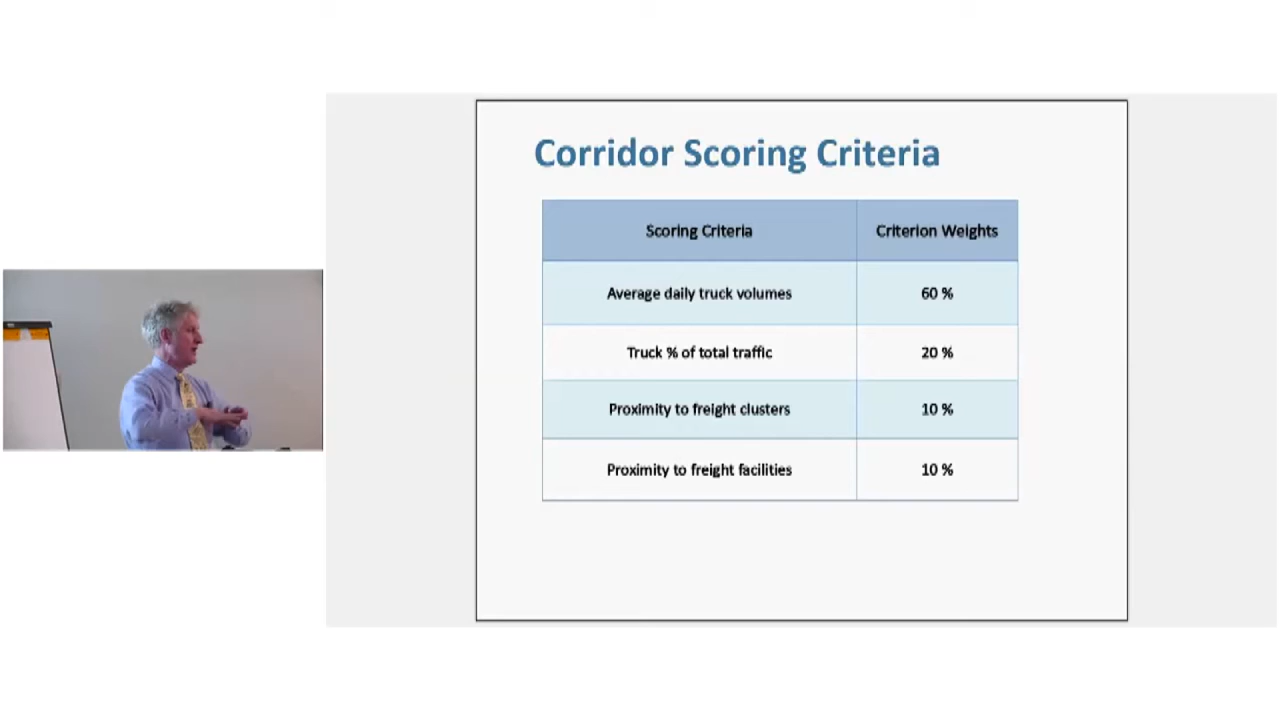 Corridor Scoring Criteria
Scoring Criteria Criterion Weights
Average daily truck volumes 60 %
Truck % of total traffic 20 %
Proximity to freight clusters 10 %
Proximity to freight facilities 10 %